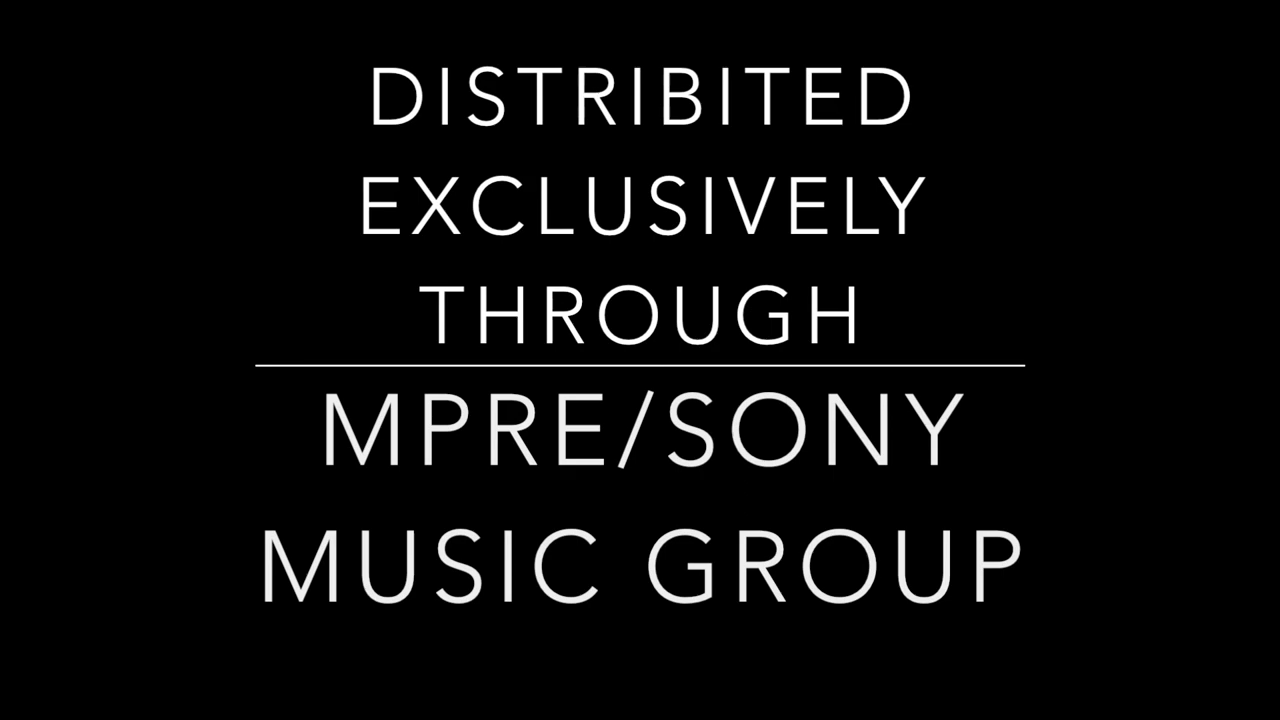 DISTRIBITED
EXCLUSIVELY
THROUGH
MPRE/SONY
MUSIC GROUP